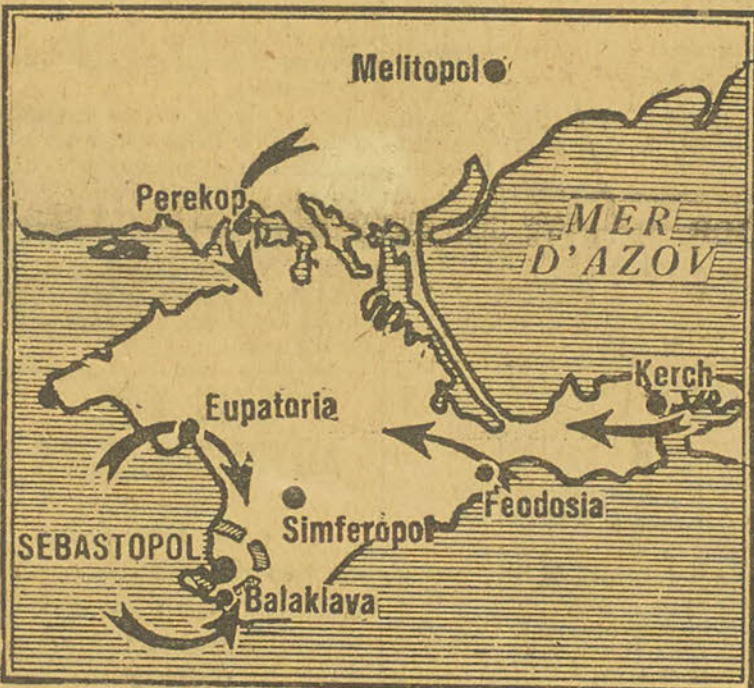 Melitopol
Perekop
MER
D'AZOV
Kerch
Eupatoria
Feodosia
Simferopol
SEBASTOPOL
Balaklava